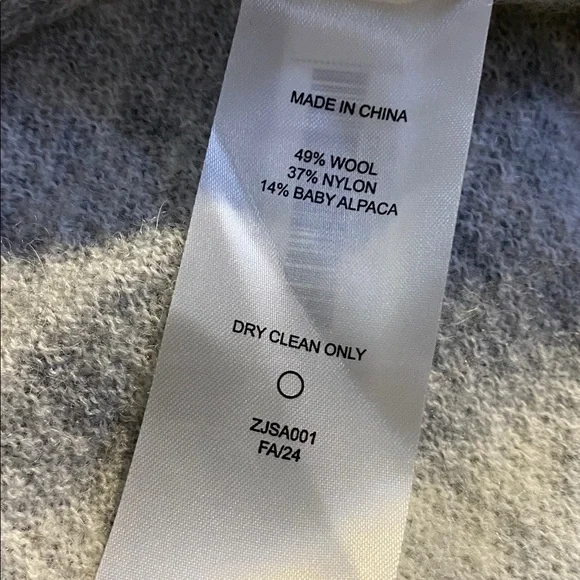 MADE IN CHINA
49% WOOL
37% NYLON
14% BABY ALPACA
DRY CLEAN ONLY
ZJSA001
FA/24